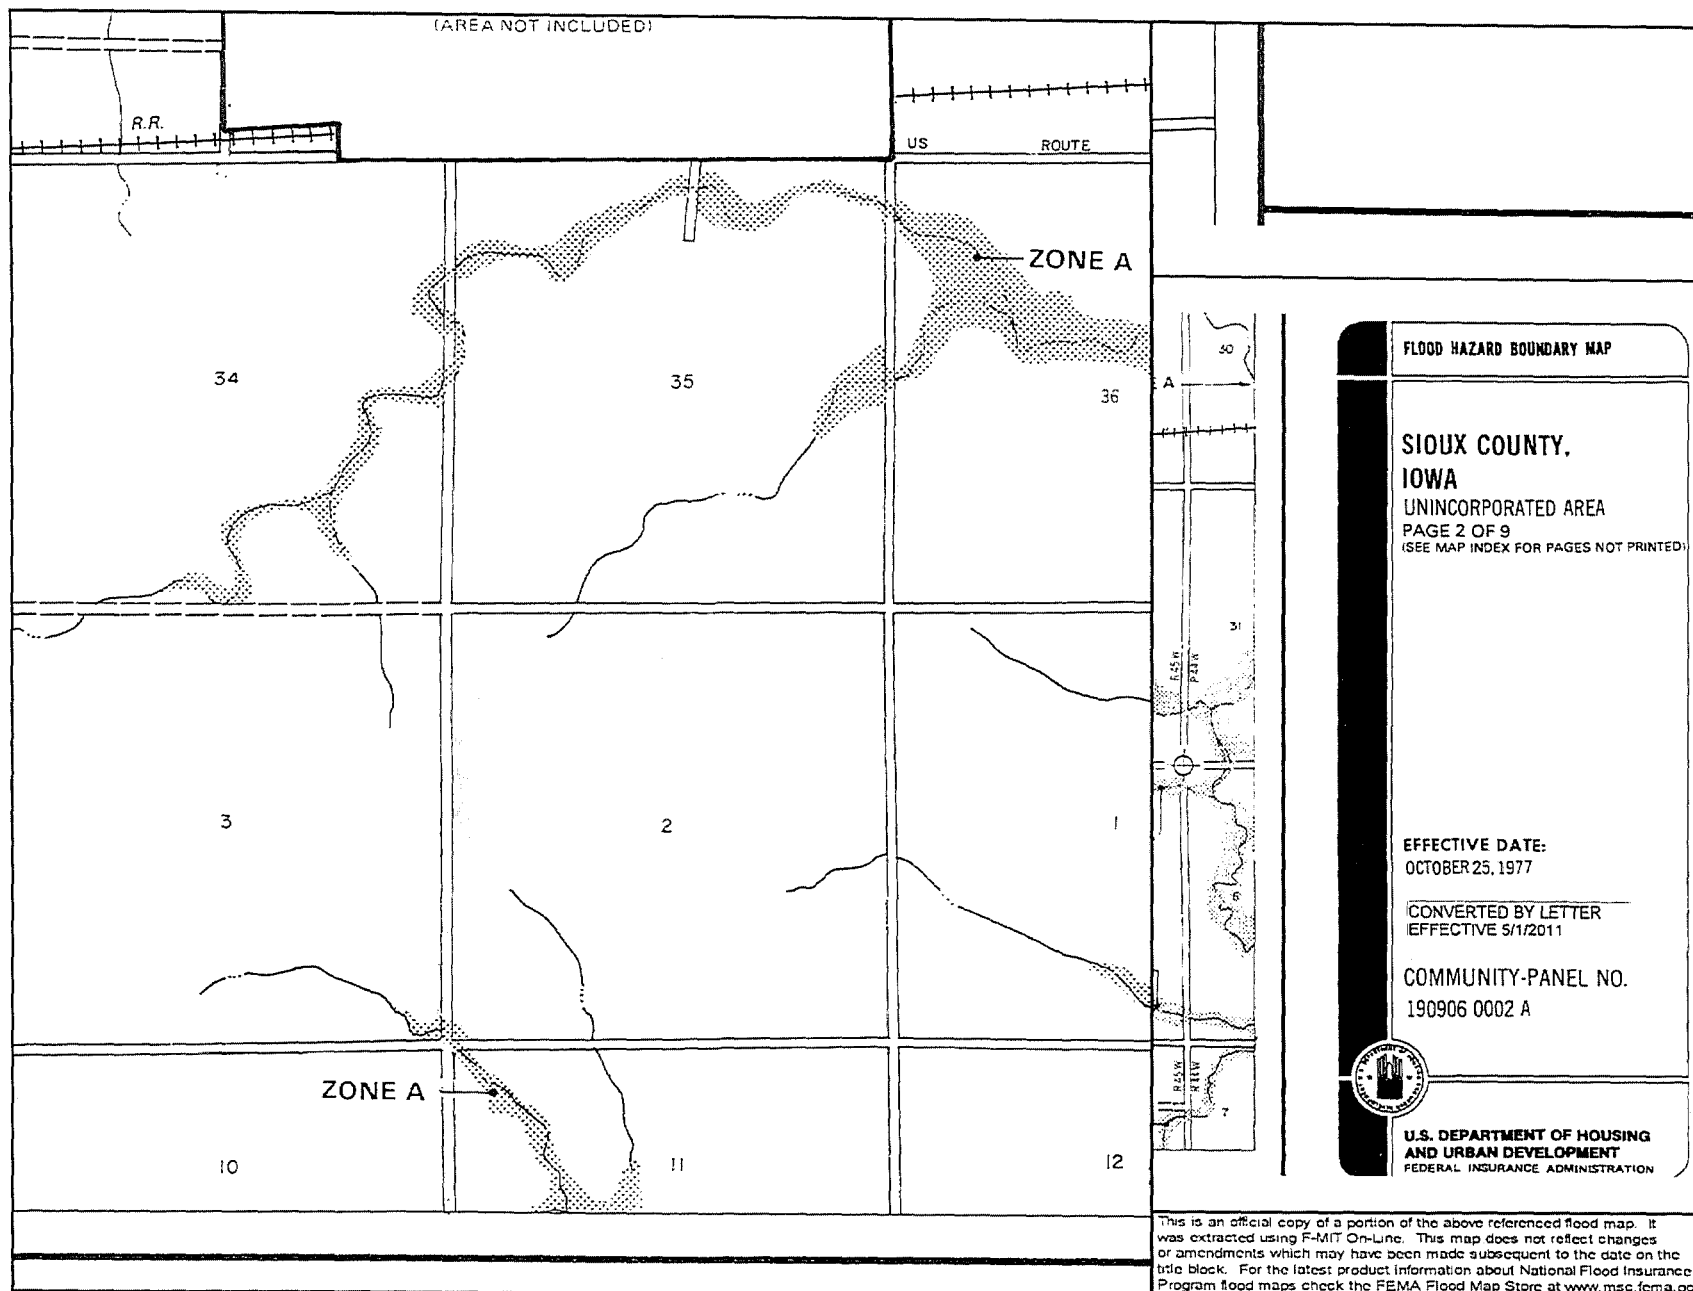 (AREA NOT INCLUDED)
R.R.
US ROUTE
ZONE A
34
35
36
3
2
1
ZONE A
10
11
12
30
A
31
R45W
R44W
6
R45W
R44W
7
FLOOD HAZARD BOUNDARY MAP
SIOUX COUNTY,
IOWA
UNINCORPORATED AREA
PAGE 2 OF 9
(SEE MAP INDEX FOR PAGES NOT PRINTED)
EFFECTIVE DATE:
OCTOBER 25, 1977
CONVERTED BY LETTER
EFFECTIVE 5/1/2011
COMMUNITY-PANEL NO.
190906 0002 A
U.S. DEPARTMENT OF HOUSING
AND URBAN DEVELOPMENT
FEDERAL INSURANCE ADMINISTRATION
This is an official copy of a portion of the above referenced flood map. It
was extracted using F-MIT On-Line. This map does not reflect changes
or amendments which may have been made subsequent to the date on the
title block. For the latest product information about National Flood Insurance
Program flood maps check the FEMA Flood Map Store at www.msc.fema.go